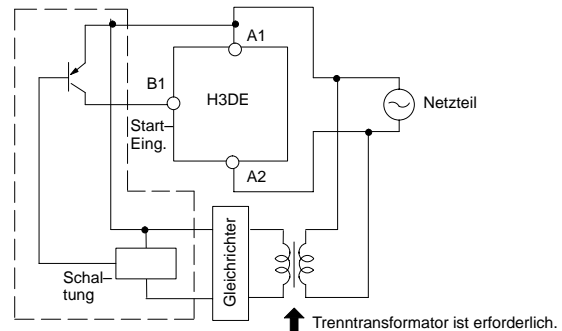 A1
B1
H3DE
Netzteil
Start–
Eing.
A2
Gleichrichter
Schal–
tung
Trenntransformator ist erforderlich.